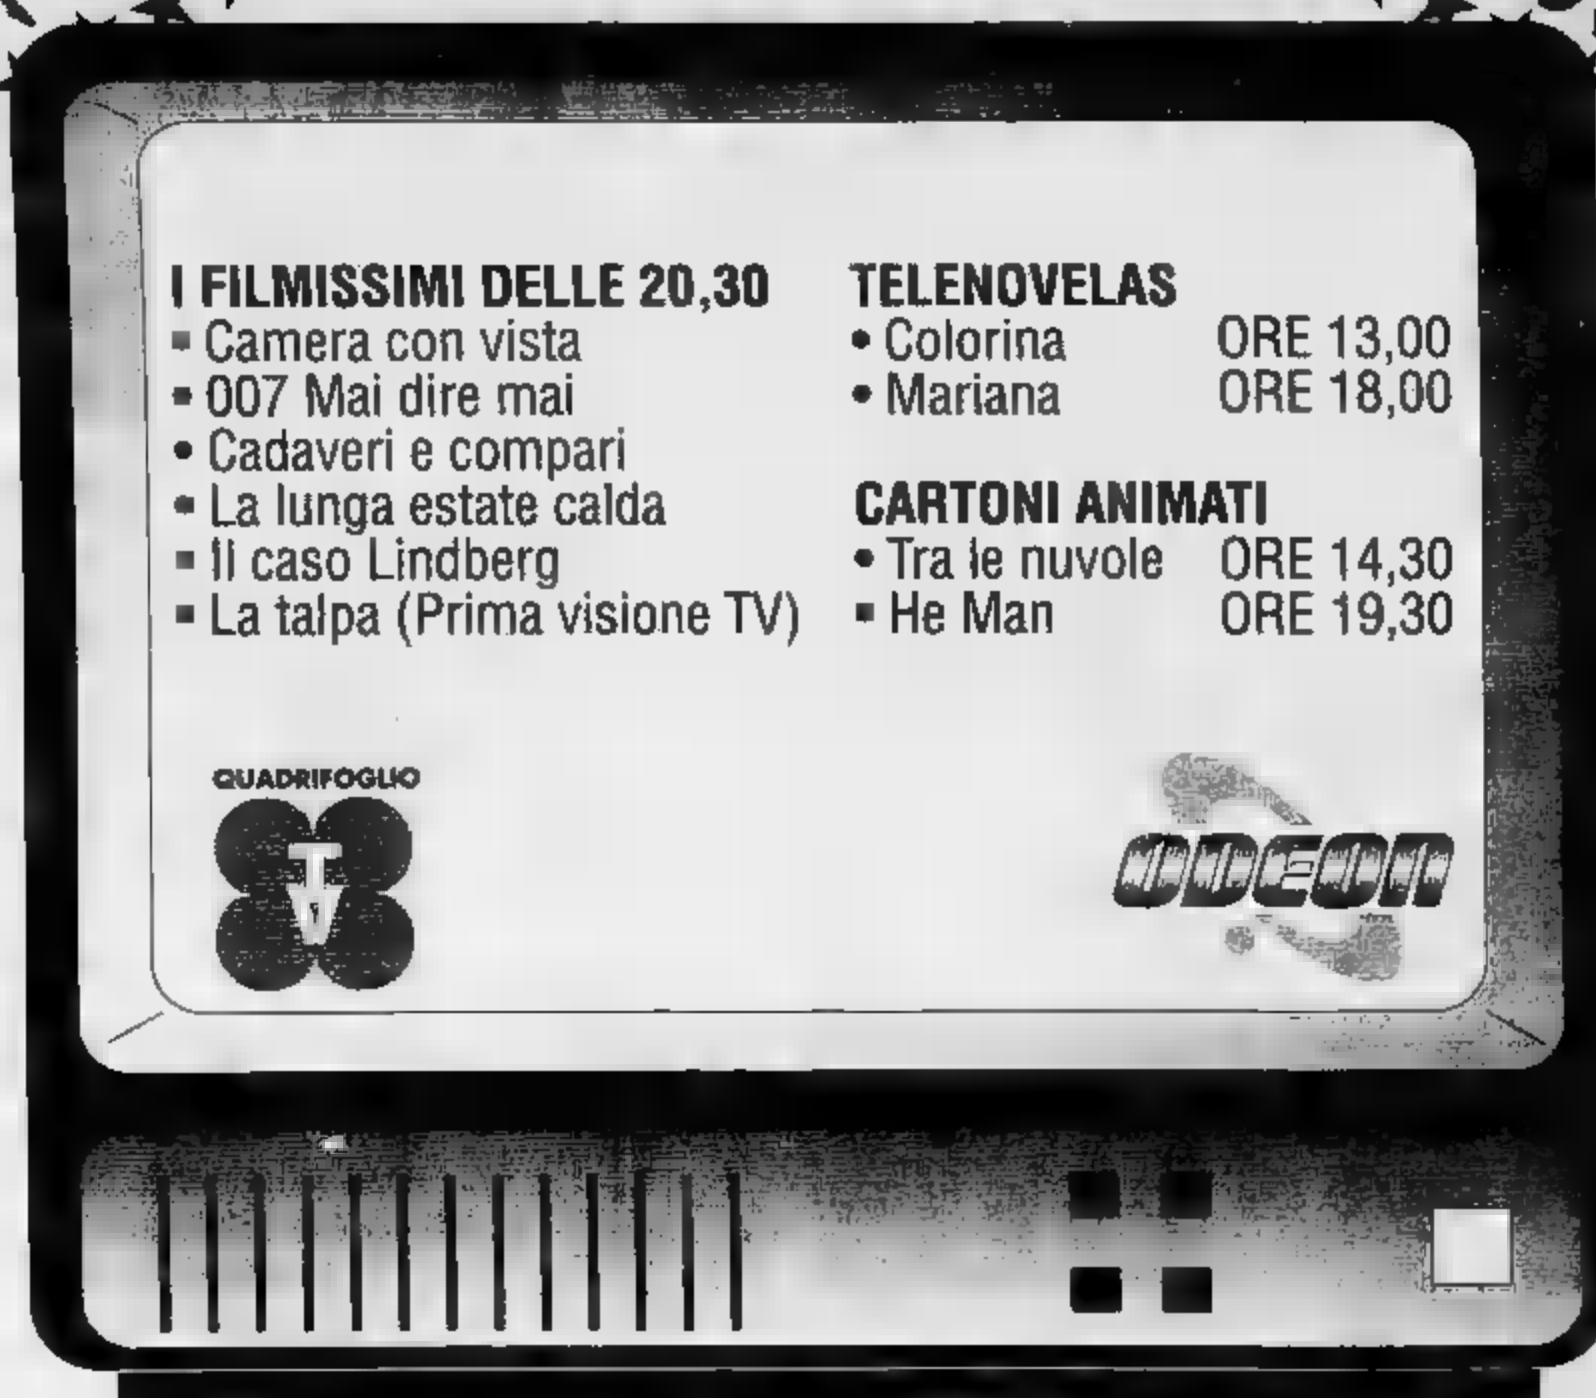 I FILMISSIMI DELLE 20,30
▪ Camera con vista
▪ 007 Mai dire mai
• Cadaveri e compari
▪ La lunga estate calda
▪ Il caso Lindberg
▪ La talpa (Prima visione TV)
TELENOVELAS
• Colorina ORE 13,00
• Mariana ORE 18,00
CARTONI ANIMATI
• Tra le nuvole ORE 14,30
▪ He Man ORE 19,30
QUADRIFOGLIO
TV
ODEON